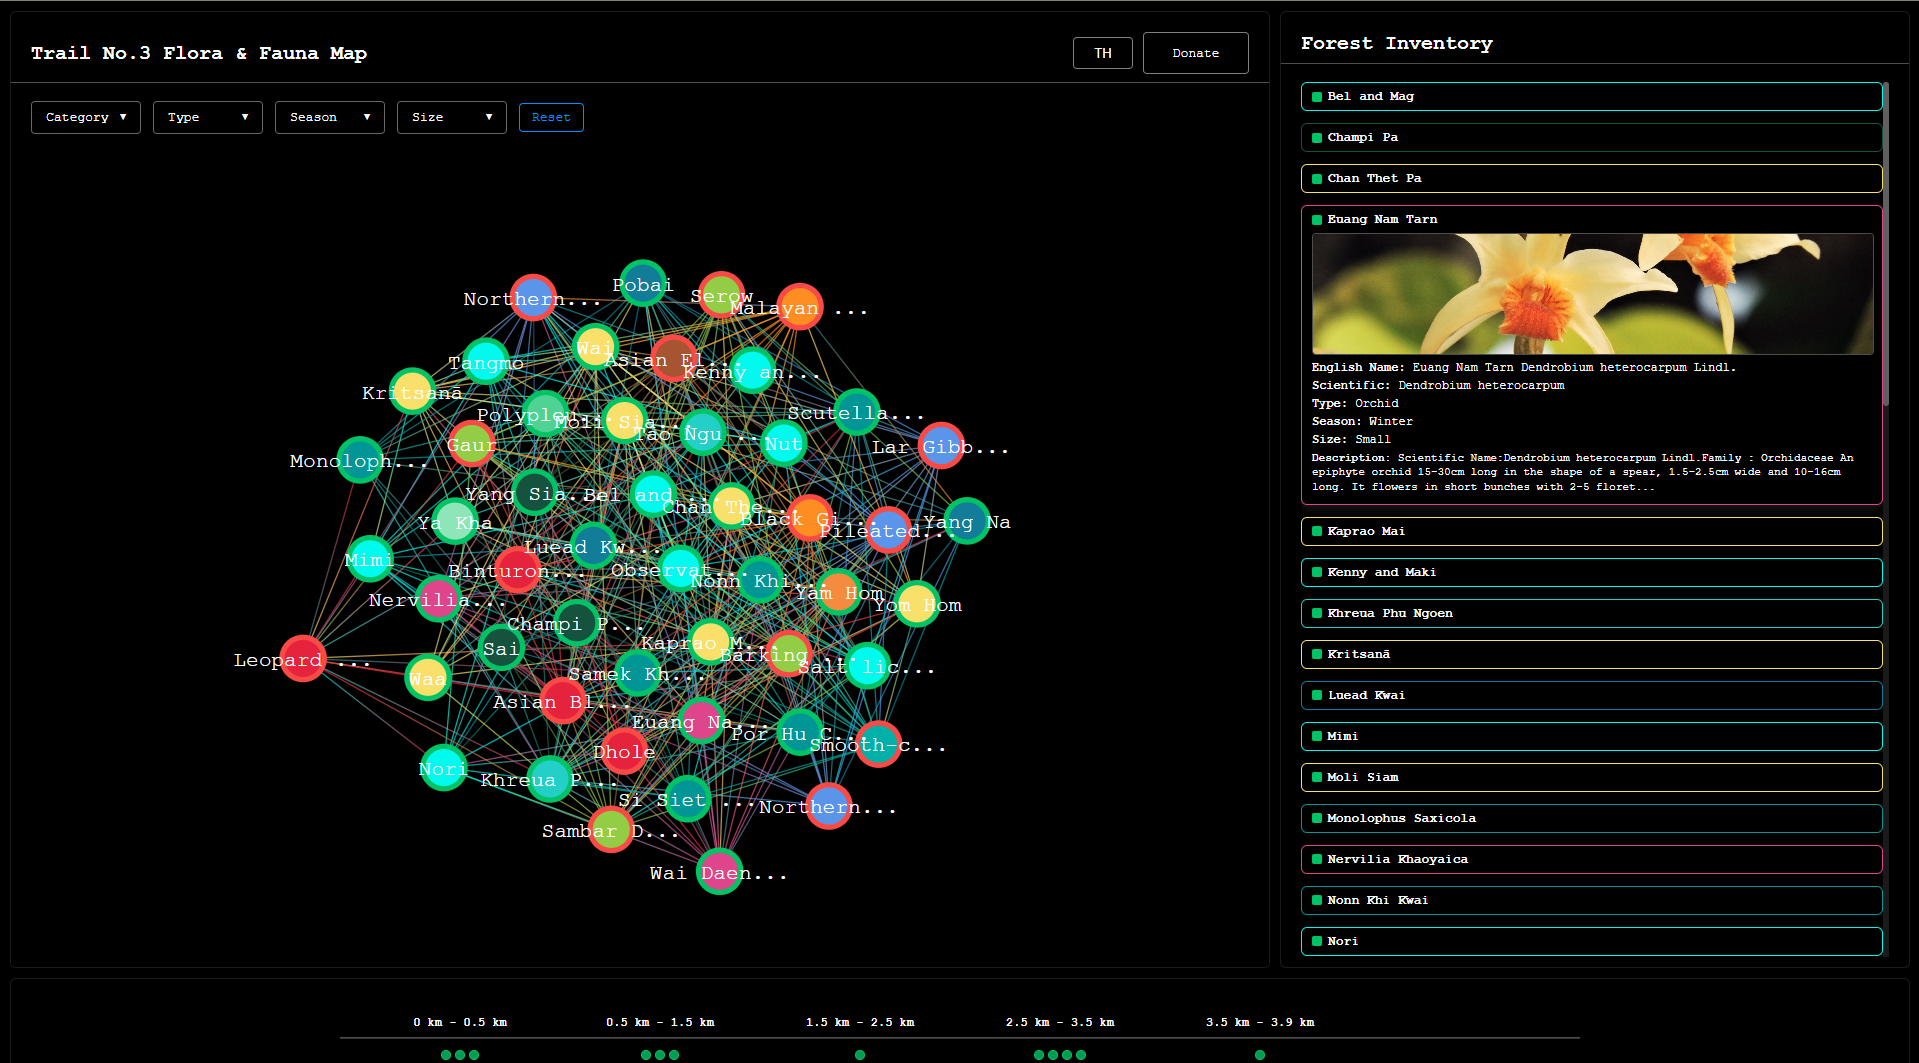 Trail No.3 Flora & Fauna Map
TH
Donate
Category ▼
Type ▼
Season ▼
Size ▼
Reset
Northern...
Pobai
Serow
Malayan ...
Wai
Asian El...
Tangmo
Kenny an...
Kritsanā
Polypleu...
Moli Sia...
Scutella...
Tao Ngu ...
Gaur
Nut
Lar Gibb...
Monoloph...
Yang Sia...
Bel and ...
Chan The...
Black Gi...
Ya Kha
Yang Na
Pileated...
Luead Kw...
Mimi
Binturon...
Observat...
Nonn Khi...
Yam Hom
Nervilia...
Yom Hom
Champi P...
Kaprao M...
Sai
Barking ...
Leopard ...
Salt lic...
Samek Kh...
Waa
Asian Bl...
Euang Na...
Por Hu C...
Smooth-c...
Dhole
Nori
Khreua P...
Si Siet ...
Northern...
Sambar D...
Wai Daen...
Forest Inventory
Bel and Mag
Champi Pa
Chan Thet Pa
Euang Nam Tarn
English Name: Euang Nam Tarn Dendrobium heterocarpum Lindl.
Scientific: Dendrobium heterocarpum
Type: Orchid
Season: Winter
Size: Small
Description: Scientific Name:Dendrobium heterocarpum Lindl.Family : Orchidaceae An
epiphyte orchid 15-30cm long in the shape of a spear, 1.5-2.5cm wide and 10-16cm
long. It flowers in short bunches with 2-5 floret...
Kaprao Mai
Kenny and Maki
Khreua Phu Ngoen
Kritsanā
Luead Kwai
Mimi
Moli Siam
Monolophus Saxicola
Nervilia Khaoyaica
Nonn Khi Kwai
Nori
0 km - 0.5 km
0.5 km - 1.5 km
1.5 km - 2.5 km
2.5 km - 3.5 km
3.5 km - 3.9 km